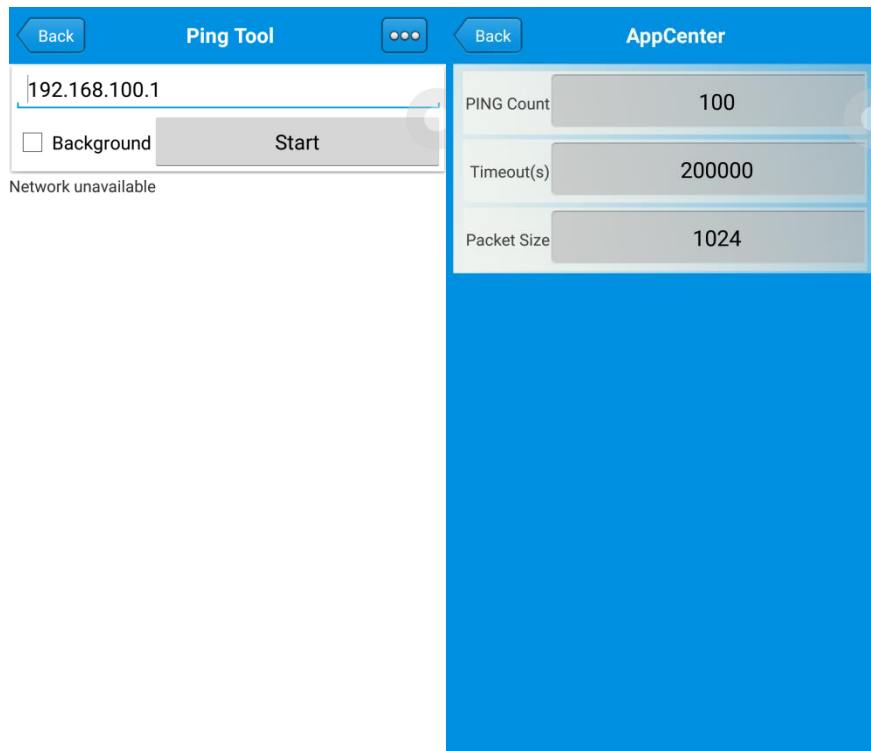 Back
Ping Tool
192.168.100.1
Background
Start
Network unavailable
Back
AppCenter
PING Count
100
Timeout(s)
200000
Packet Size
1024